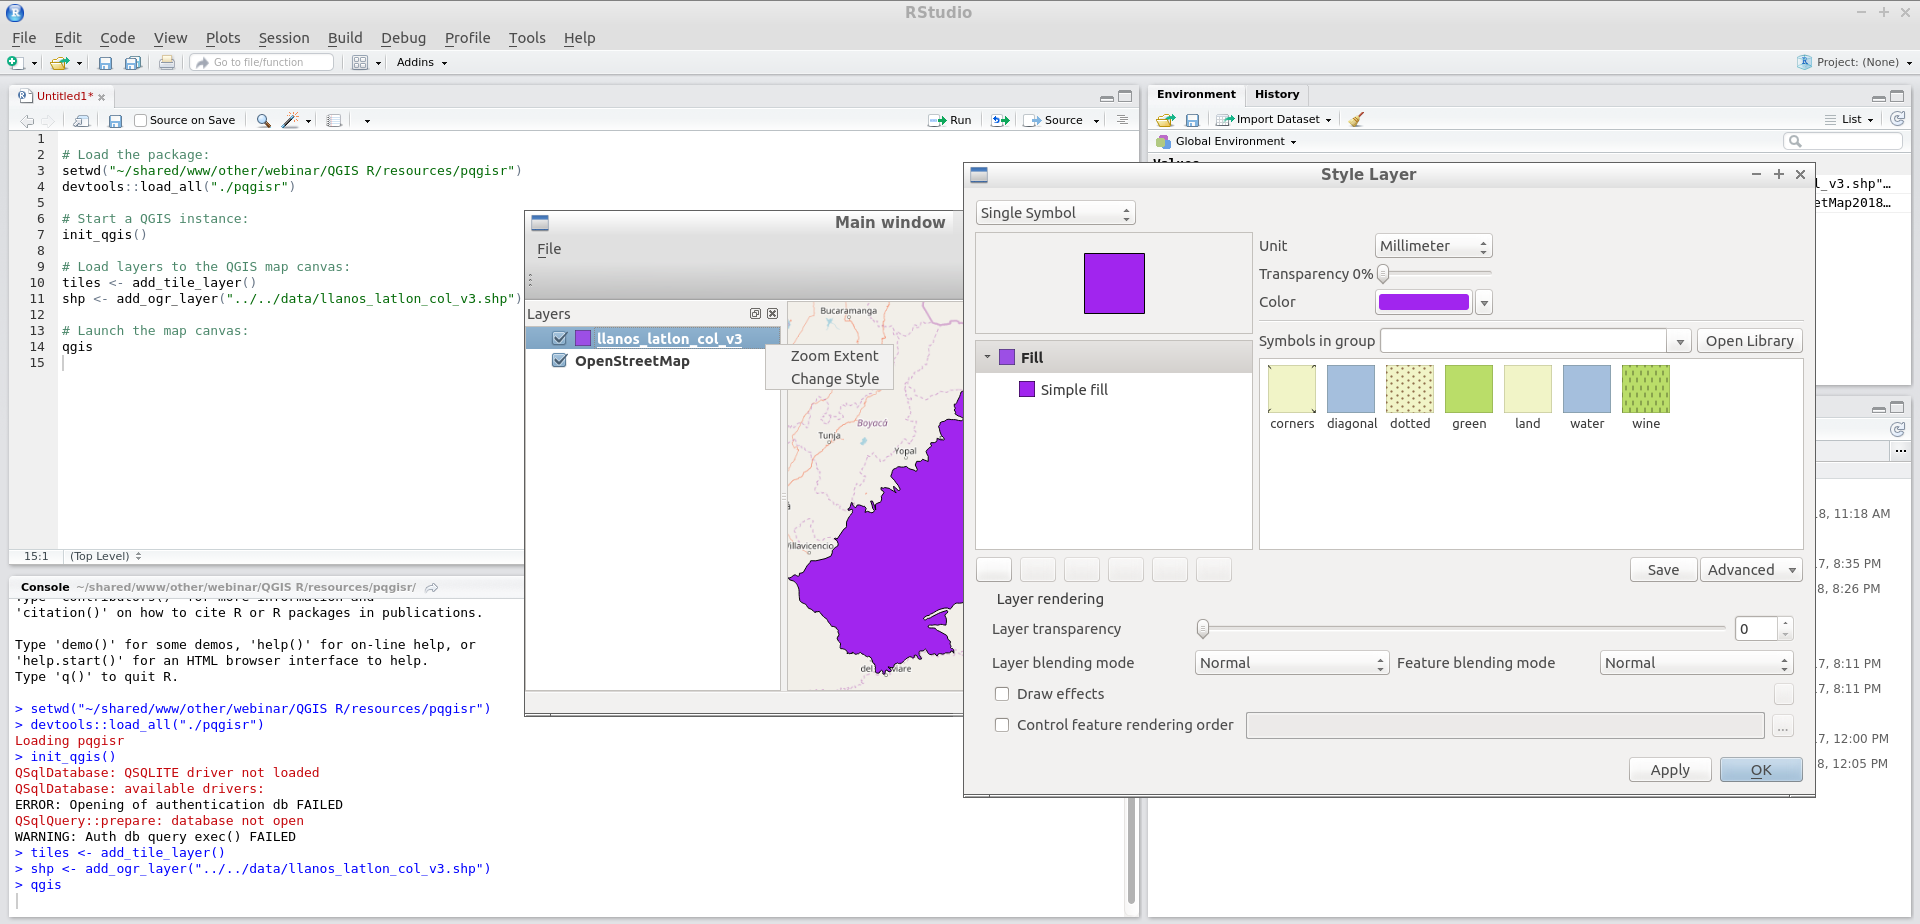 RStudio
File Edit Code View Plots Session Build Debug Profile Tools Help
Go to file/function Addins Project: (None)
Untitled1*
Source on Save Run Source
1
2 # Load the package:
3 setwd("~/shared/www/other/webinar/QGIS R/resources/pqgisr")
4 devtools::load_all("./pqgisr")
5
6 # Start a QGIS instance:
7 init_qgis()
8
9 # Load layers to the QGIS map canvas:
10 tiles <- add_tile_layer()
11 shp <- add_ogr_layer("../../data/llanos_latlon_col_v3.shp")
12
13 # Launch the map canvas:
14 qgis
15
15:1 (Top Level)
Console ~/shared/www/other/webinar/QGIS R/resources/pqgisr/
'citation()' on how to cite R or R packages in publications.
Type 'demo()' for some demos, 'help()' for on-line help, or
'help.start()' for an HTML browser interface to help.
Type 'q()' to quit R.
> setwd("~/shared/www/other/webinar/QGIS R/resources/pqgisr")
> devtools::load_all("./pqgisr")
Loading pqgisr
> init_qgis()
QSqlDatabase: QSQLITE driver not loaded
QSqlDatabase: available drivers:
ERROR: Opening of authentication db FAILED
QSqlQuery::prepare: database not open
WARNING: Auth db query exec() FAILED
> tiles <- add_tile_layer()
> shp <- add_ogr_layer("../../data/llanos_latlon_col_v3.shp")
> qgis
Main window
File
Layers
llanos_latlon_col_v3
OpenStreetMap
Zoom Extent
Change Style
Bucaramanga
Boyacá
Tunja
Yopal
Villavicencio
Environment History
Import Dataset List
Global Environment
Values
l_v3.shp"...
etMap2018...
Style Layer
Single Symbol
Unit Millimeter
Transparency 0%
Color
Symbols in group Open Library
Fill
Simple fill
corners diagonal dotted green land water wine
Save Advanced
Layer rendering
Layer transparency 0
Layer blending mode Normal Feature blending mode Normal
Draw effects
Control feature rendering order ...
Apply OK
...
8, 11:18 AM
7, 8:35 PM
8, 8:26 PM
7, 8:11 PM
7, 8:11 PM
7, 12:00 PM
8, 12:05 PM